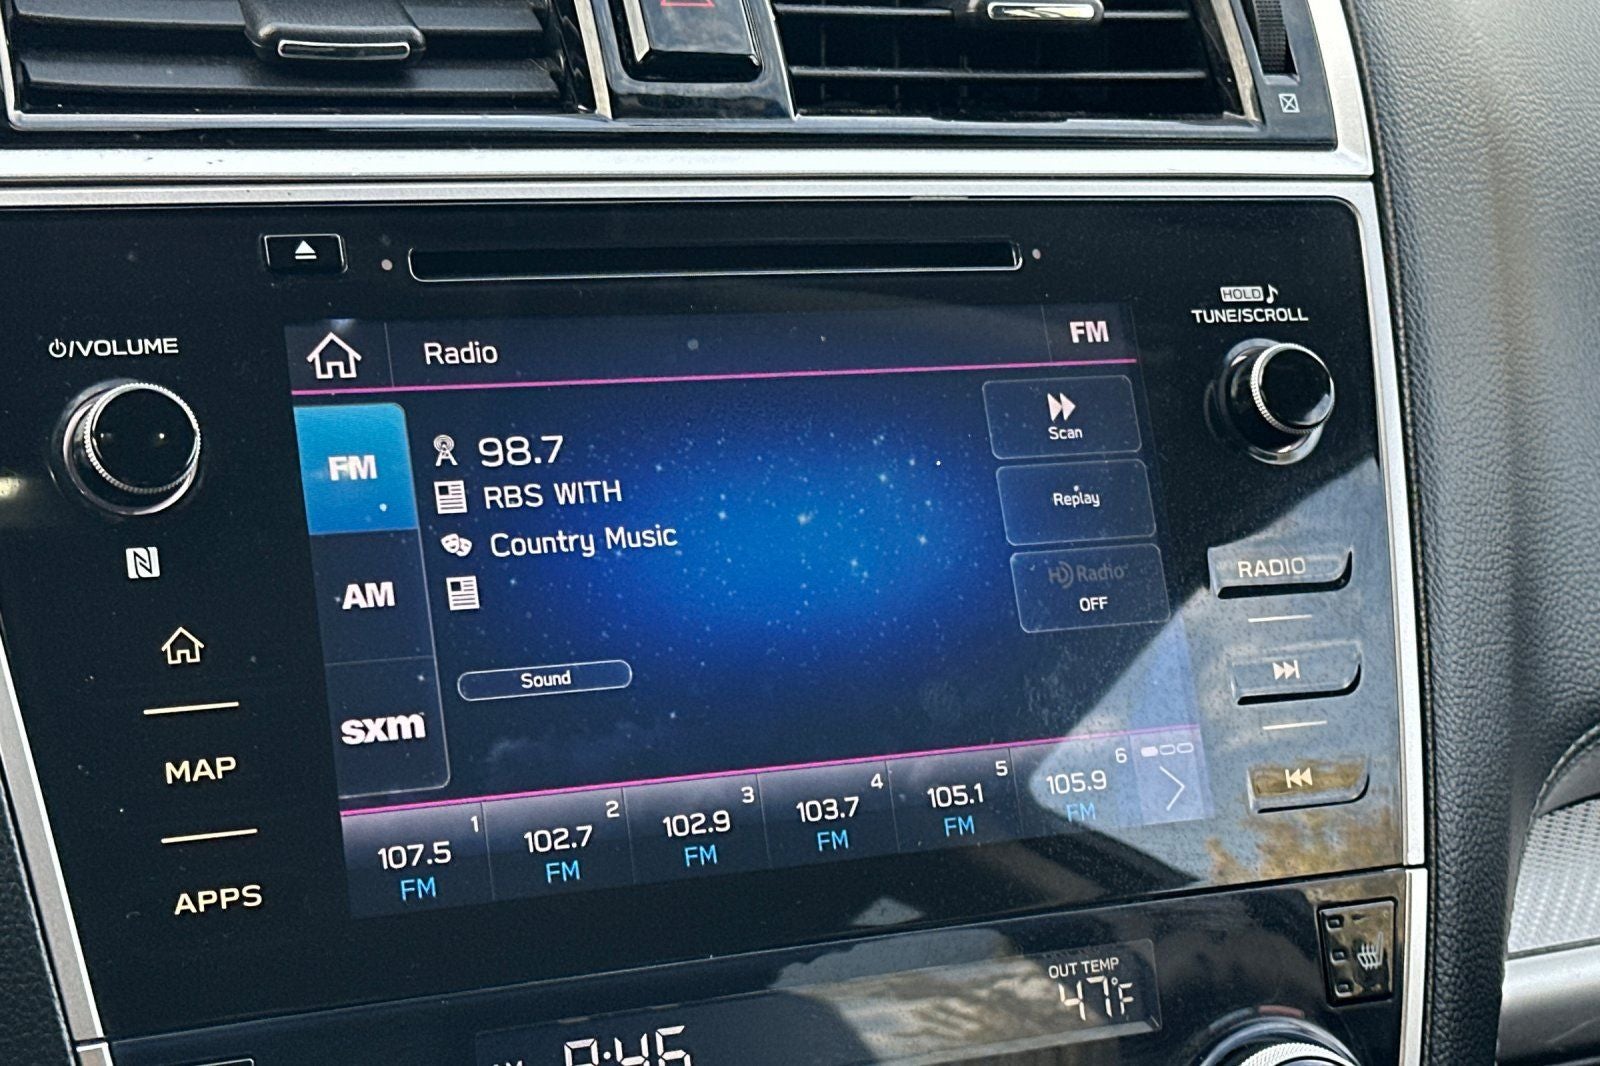 HOLD
TUNE/SCROLL
/VOLUME
Radio
FM
FM
98.7
Scan
RBS WITH
Replay
Country Music
AM
HD Radio
OFF
RADIO
Sound
sxm
MAP
APPS
1
107.5
FM
2
102.7
FM
3
102.9
FM
4
103.7
FM
5
105.1
FM
6
105.9
FM
OUT TEMP
47°F